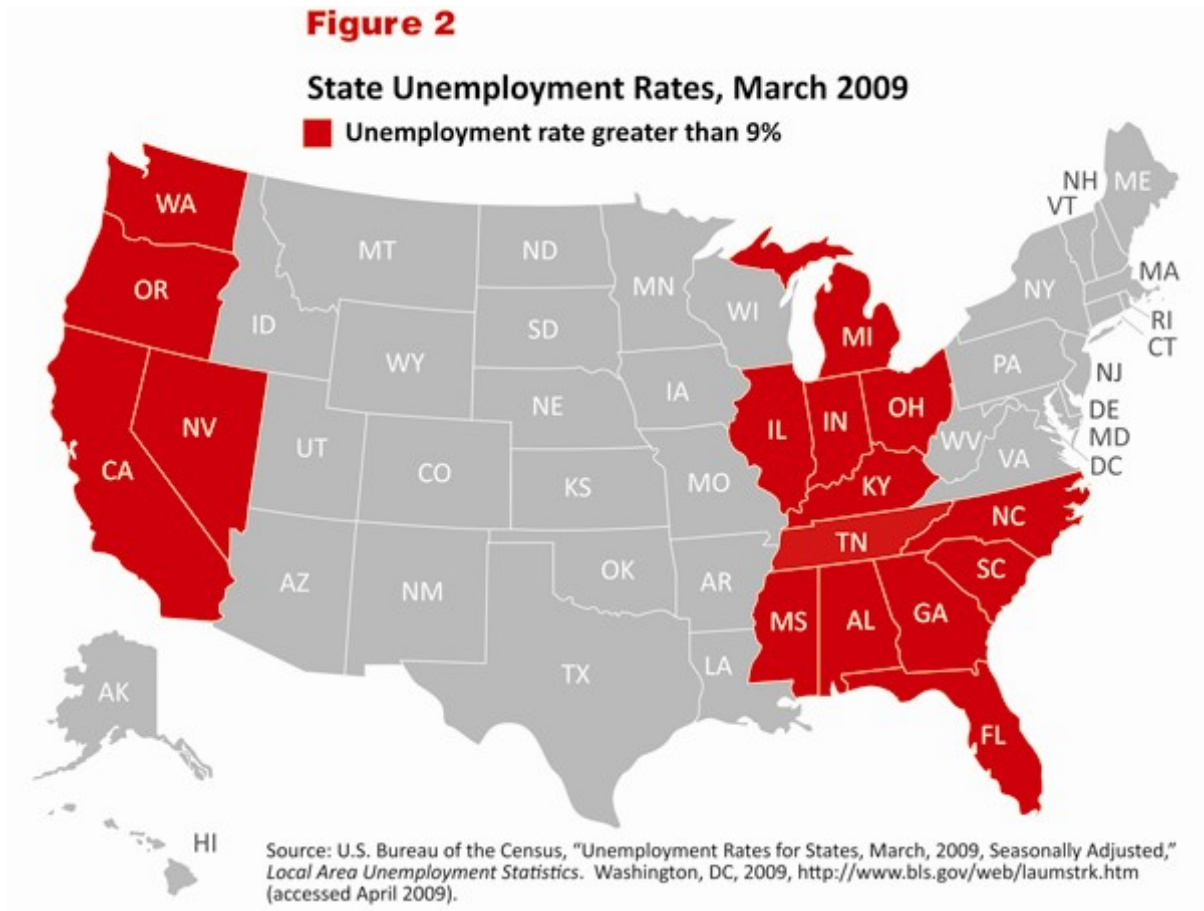 Figure 2
State Unemployment Rates, March 2009
Unemployment rate greater than 9%
WA
OR
CA
NV
ID
MT
WY
UT
AZ
CO
NM
ND
SD
NE
KS
OK
TX
MN
IA
MO
AR
LA
WI
IL
MI
IN
OH
KY
TN
MS
AL
GA
FL
SC
NC
VA
WV
PA
NY
VT
NH
ME
MA
RI
CT
NJ
DE
MD
DC
AK
HI
Source: U.S. Bureau of the Census, “Unemployment Rates for States, March, 2009, Seasonally Adjusted,”
Local Area Unemployment Statistics. Washington, DC, 2009, http://www.bls.gov/web/laumstrk.htm
(accessed April 2009).